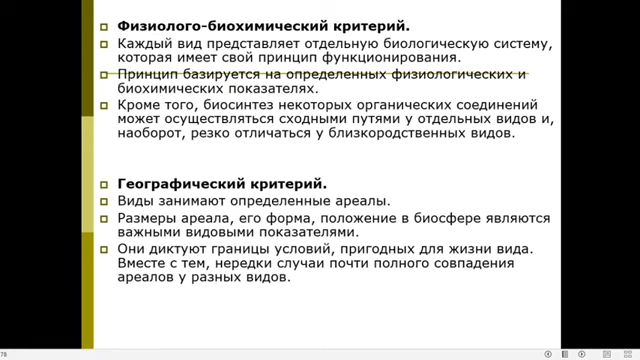 Физиолого-биохимический критерий.
Каждый вид представляет отдельную биологическую систему,
которая имеет свой принцип функционирования.
Принцип базируется на определенных физиологических и
биохимических показателях.
Кроме того, биосинтез некоторых органических соединений
может осуществляться сходными путями у отдельных видов и,
наоборот, резко отличаться у близкородственных видов.
Географический критерий.
Виды занимают определенные ареалы.
Размеры ареала, его форма, положение в биосфере являются
важными видовыми показателями.
Они диктуют границы условий, пригодных для жизни вида.
Вместе с тем, нередки случаи почти полного совпадения
ареалов у разных видов.
78